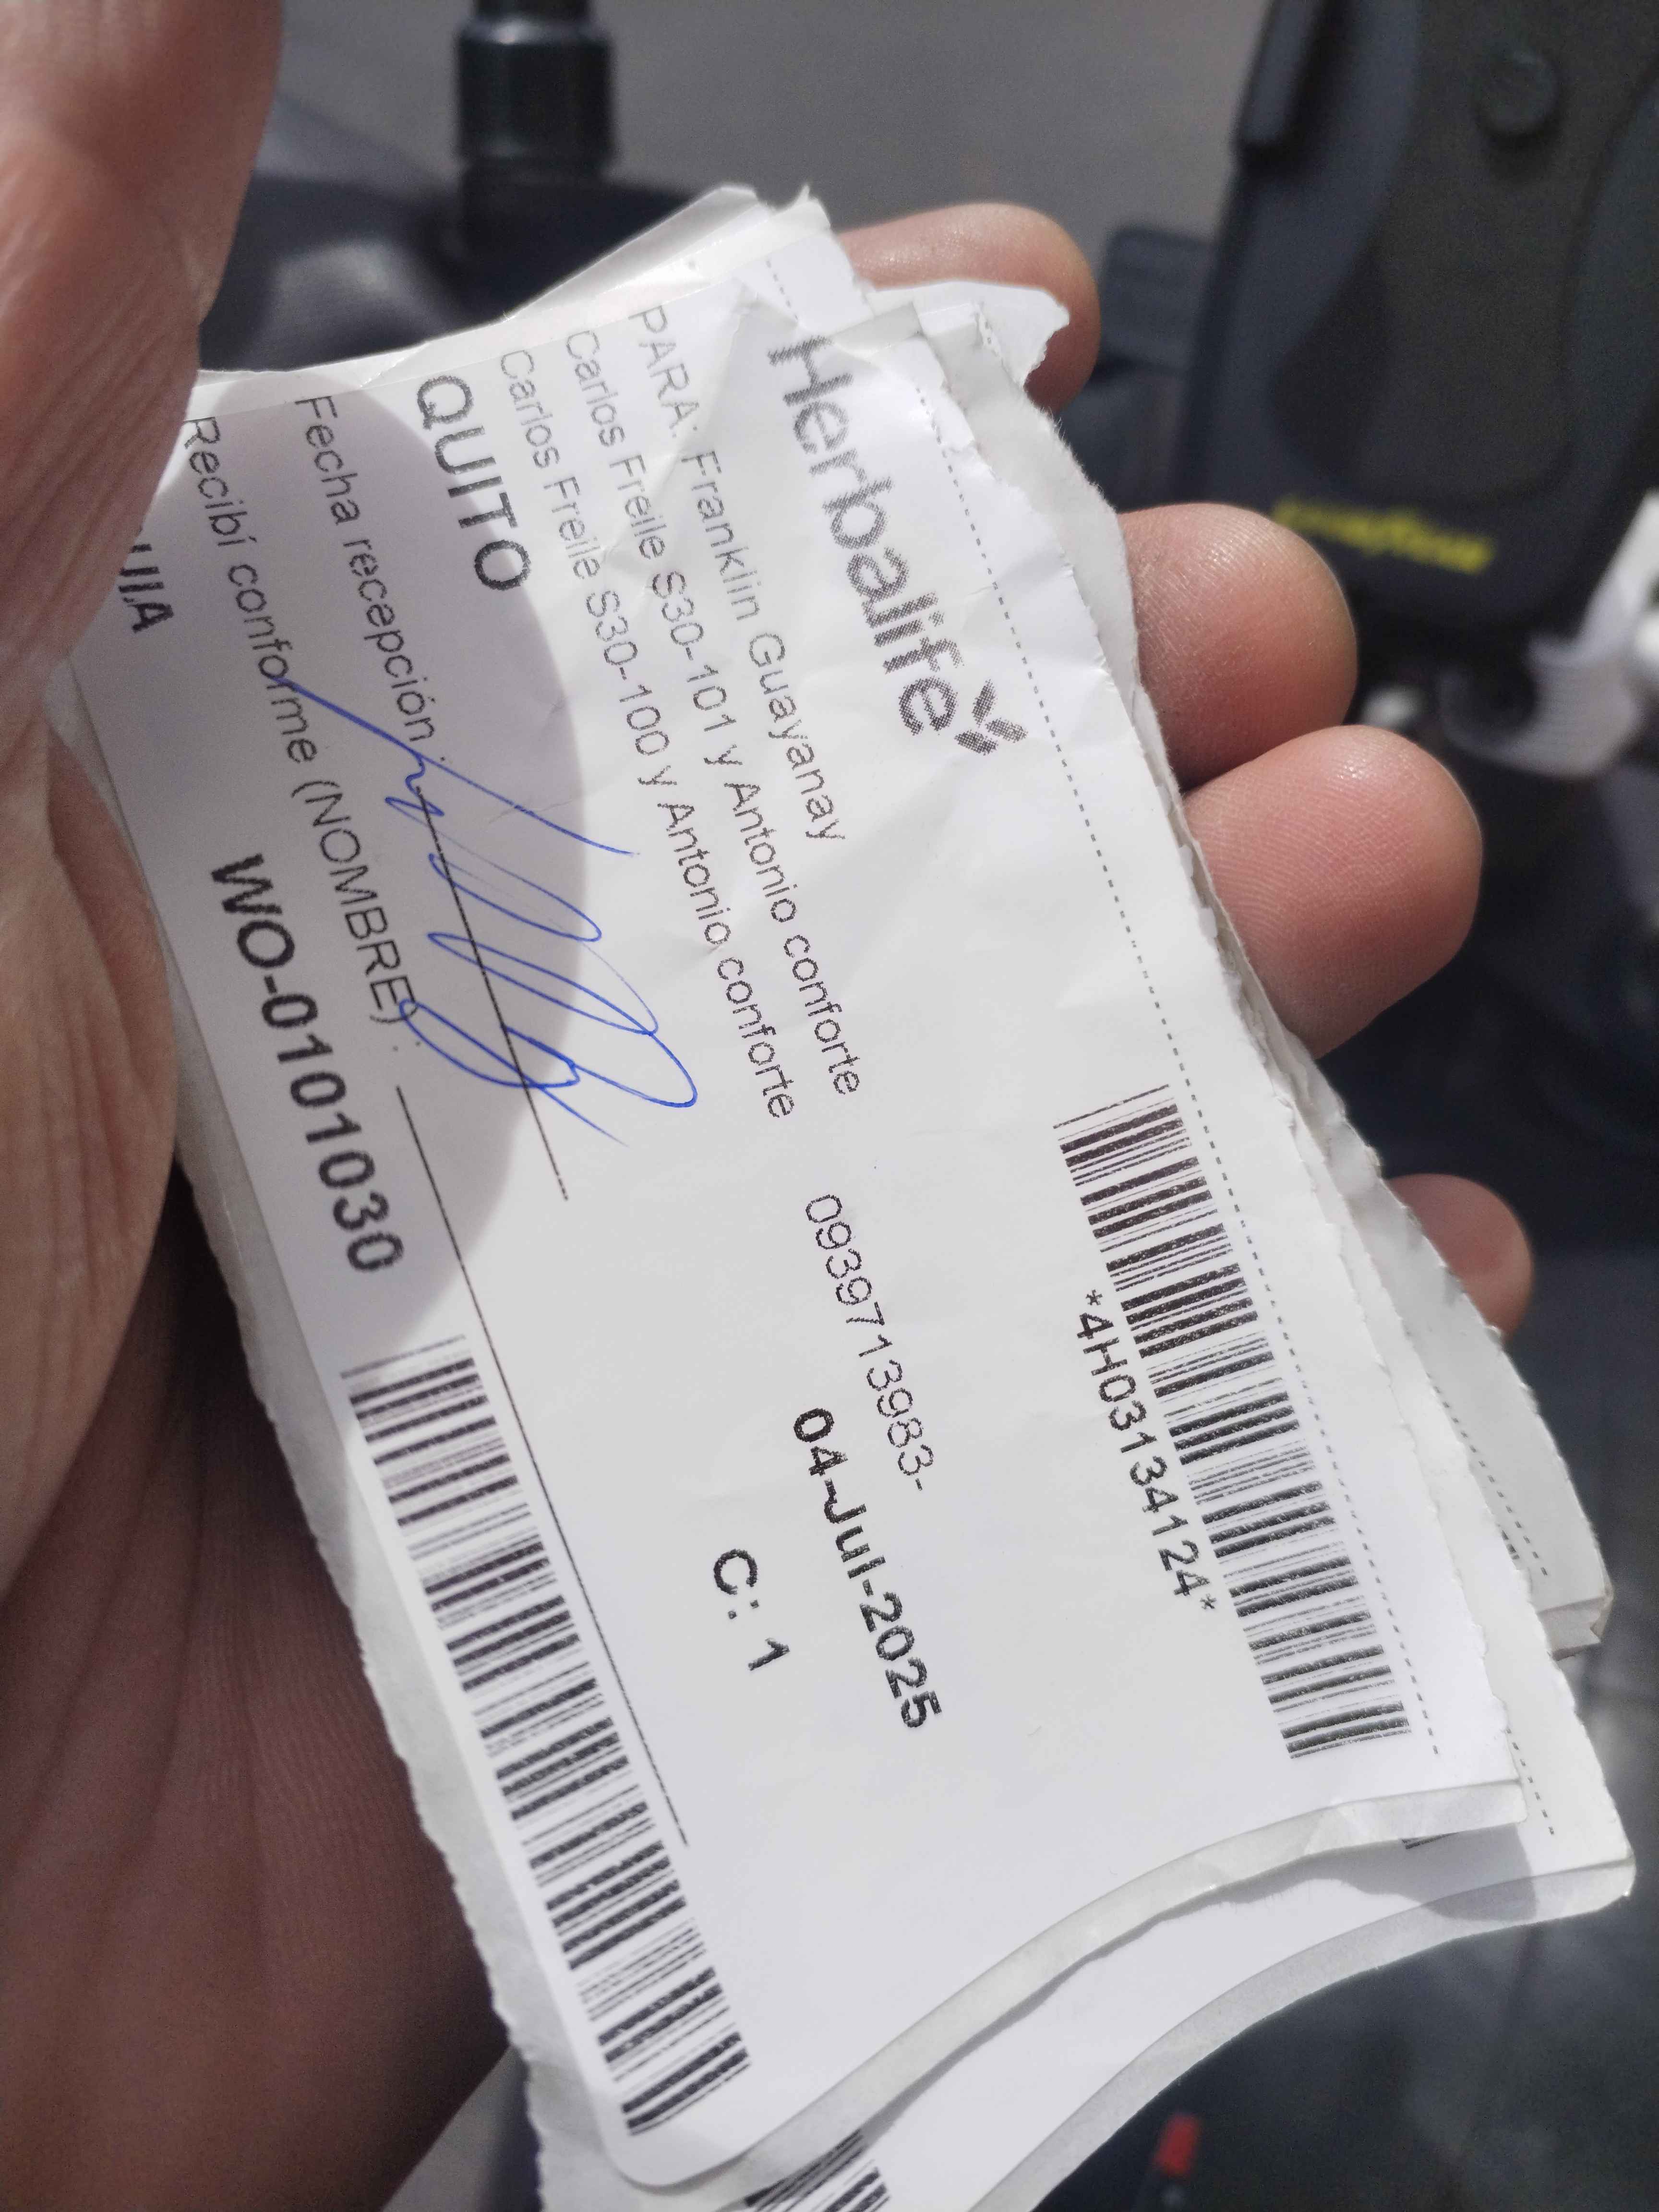 Herbalife
*4H03134124*
PARA: Franklin Guayanay
Carlos Freile S30-101 y Antonio conforte
0939713983-
Carlos Freile S30-100 y Antonio conforte
04-Jul-2025
QUITO
C: 1
Fecha recepción :
Recibí conforme (NOMBRE) :
WO-0101030